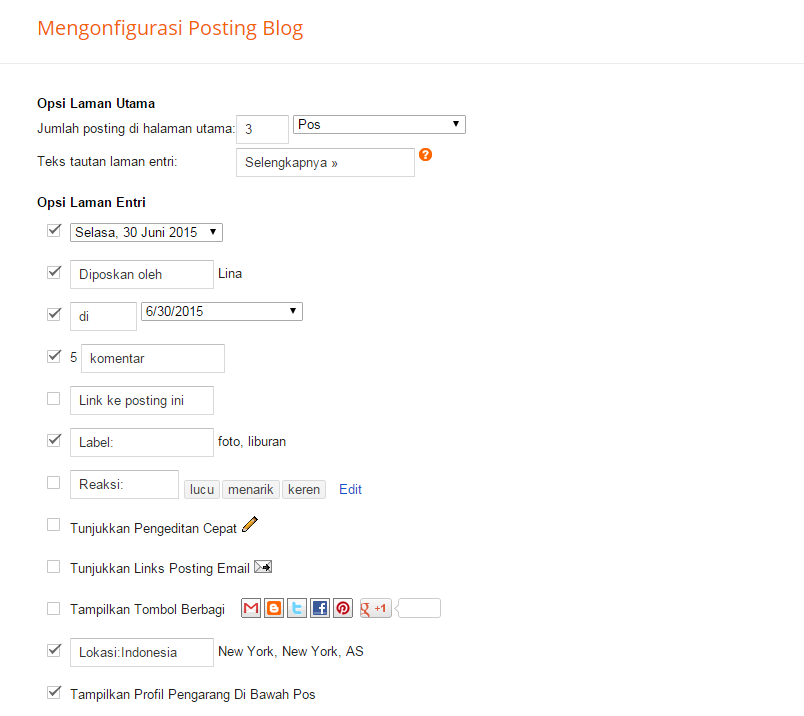 Mengonfigurasi Posting Blog
Opsi Laman Utama
Jumlah posting di halaman utama: 3 Pos
Teks tautan laman entri: Selengkapnya » ?
Opsi Laman Entri
Selasa, 30 Juni 2015
Diposkan oleh Lina
di 6/30/2015
5 komentar
Link ke posting ini
Label: foto, liburan
Reaksi: lucu menarik keren Edit
Tunjukkan Pengeditan Cepat
Tunjukkan Links Posting Email
Tampilkan Tombol Berbagi g +1
Lokasi:Indonesia New York, New York, AS
Tampilkan Profil Pengarang Di Bawah Pos